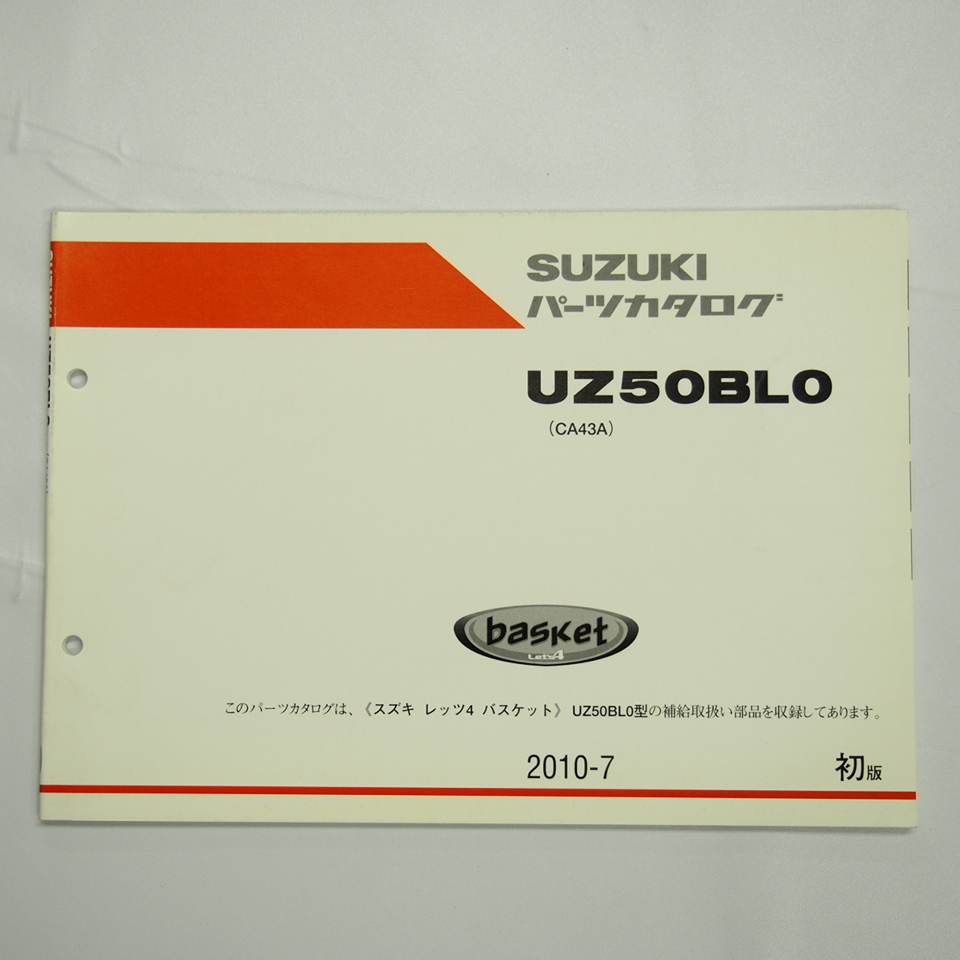 SUZUKI
パーツカタログ
UZ50BL0
（CA43A）
basket
Let's4
このパーツカタログは、《スズキ レッツ4 バスケット》 UZ50BL0型の補給取扱い部品を収録してあります。
2010-7 初版